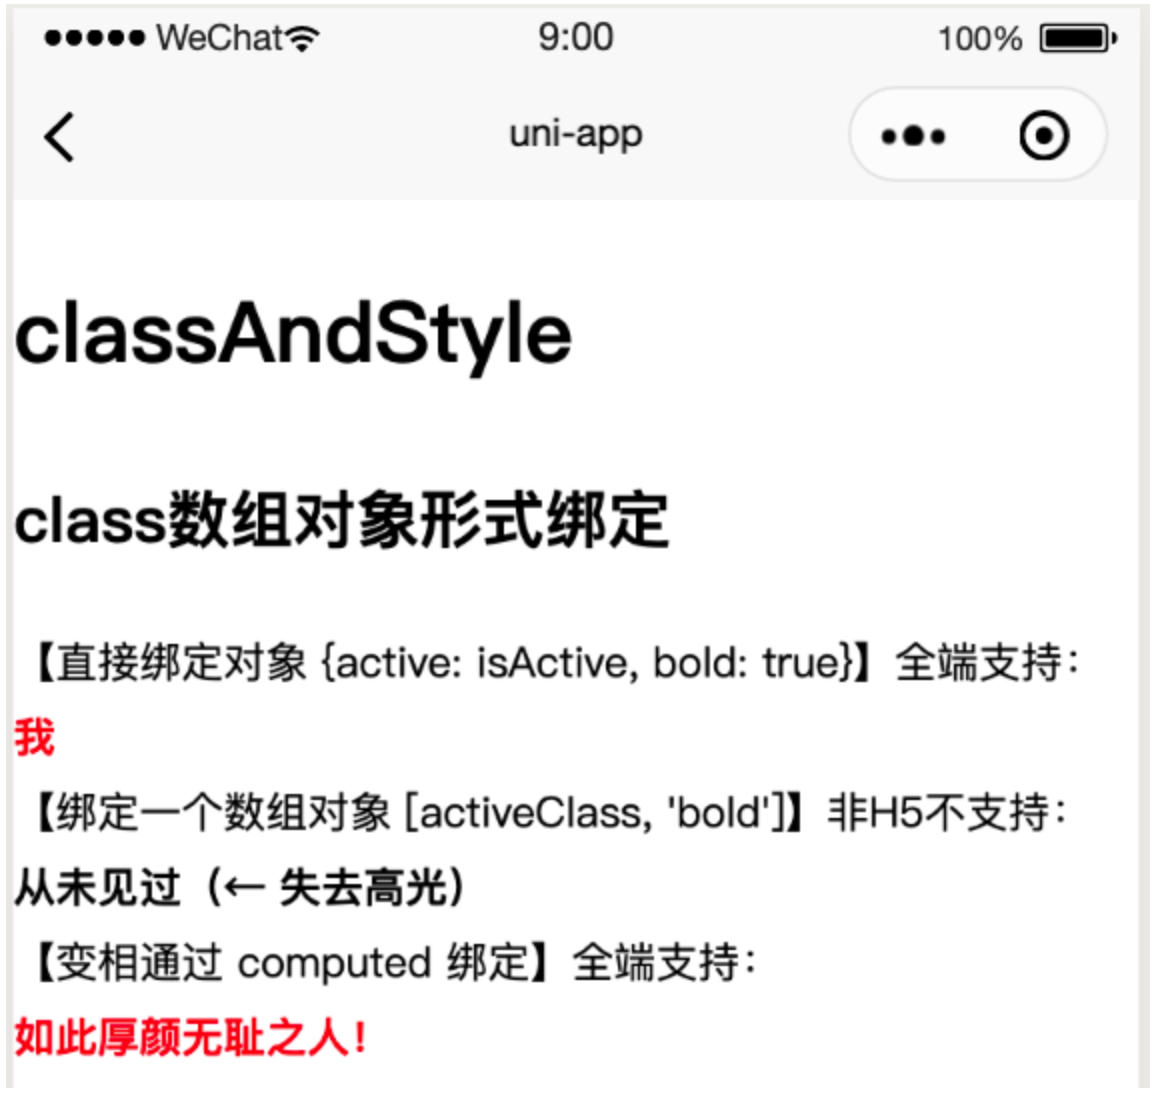 WeChat 9:00 100%
uni-app
classAndStyle
class数组对象形式绑定
【直接绑定对象 {active: isActive, bold: true}】全端支持：
我
【绑定一个数组对象 [activeClass, 'bold']】非H5不支持：
从未见过（← 失去高光）
【变相通过 computed 绑定】全端支持：
如此厚颜无耻之人！